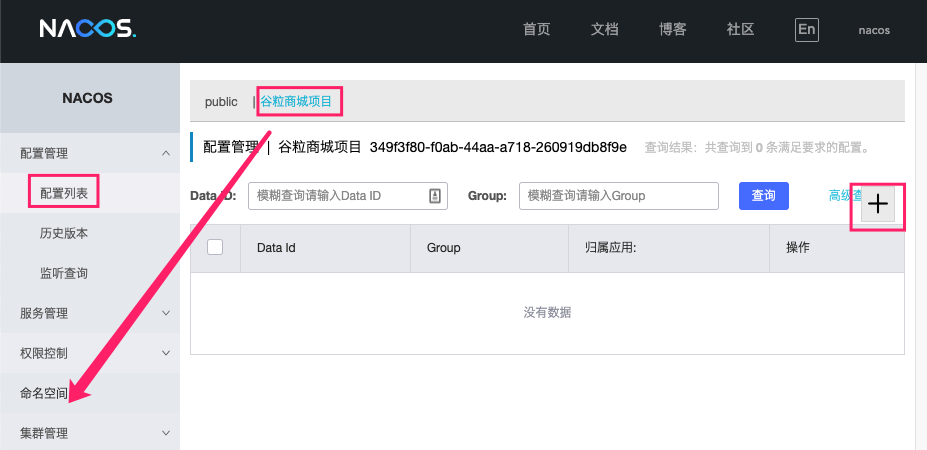 NACOS. 首页 文档 博客 社区 En nacos
NACOS
配置管理
配置列表
历史版本
监听查询
服务管理
权限控制
命名空间
集群管理
public | 谷粒商城项目
配置管理 | 谷粒商城项目 349f3f80-f0ab-44aa-a718-260919db8f9e 查询结果：共查询到 0 条满足要求的配置。
Data ID: 模糊查询请输入Data ID Group: 模糊查询请输入Group 查询 高级查
Data Id Group 归属应用: 操作
没有数据